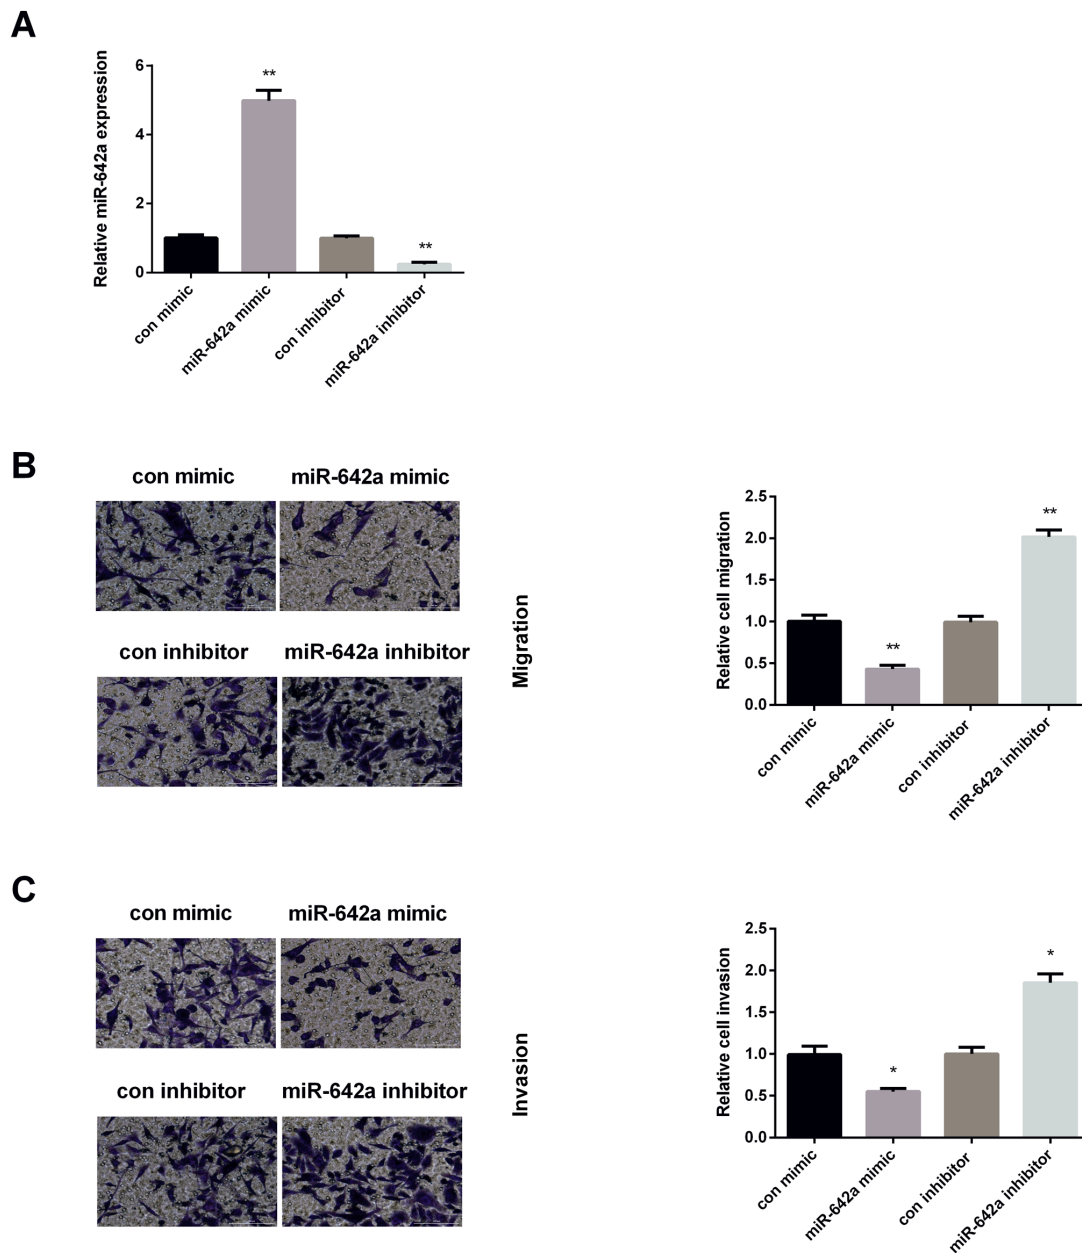 A
Relative miR-642a expression
6
4
2
0
**
**
con mimic
miR-642a mimic
con inhibitor
miR-642a inhibitor
B
con mimic
miR-642a mimic
con inhibitor
miR-642a inhibitor
Migration
Relative cell migration
2.5
2.0
1.5
1.0
0.5
0.0
**
**
con mimic
miR-642a mimic
con inhibitor
miR-642a inhibitor
C
con mimic
miR-642a mimic
con inhibitor
miR-642a inhibitor
Invasion
Relative cell invasion
2.5
2.0
1.5
1.0
0.5
0.0
*
*
con mimic
miR-642a mimic
con inhibitor
miR-642a inhibitor